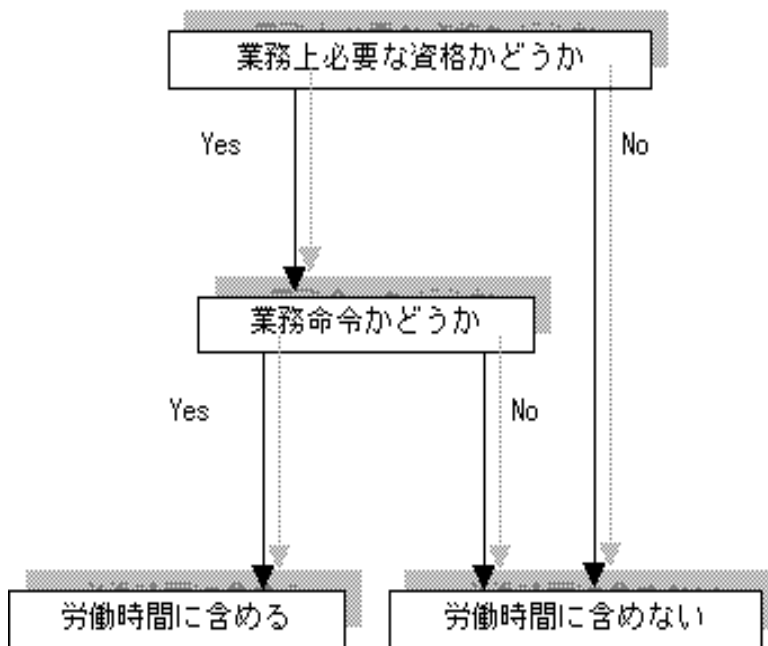 業務上必要な資格かどうか
Yes
No
業務命令かどうか
Yes
No
労働時間に含める
労働時間に含めない